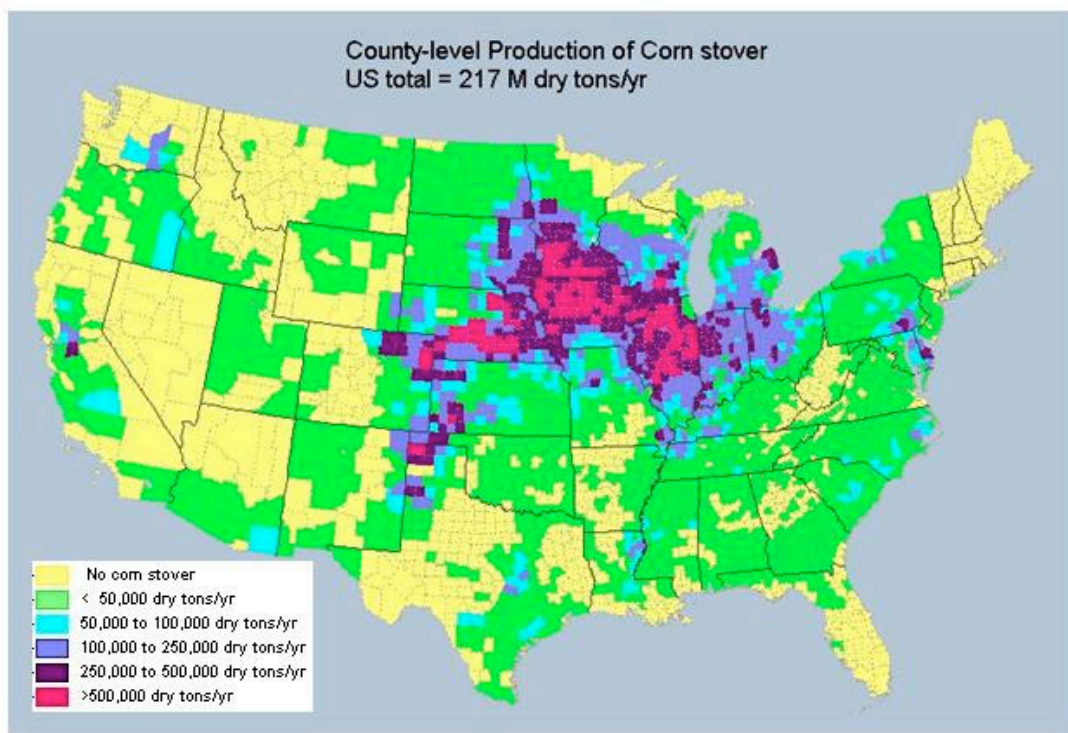 County-level Production of Corn stover
US total = 217 M dry tons/yr
No corn stover
< 50,000 dry tons/yr
50,000 to 100,000 dry tons/yr
100,000 to 250,000 dry tons/yr
250,000 to 500,000 dry tons/yr
>500,000 dry tons/yr